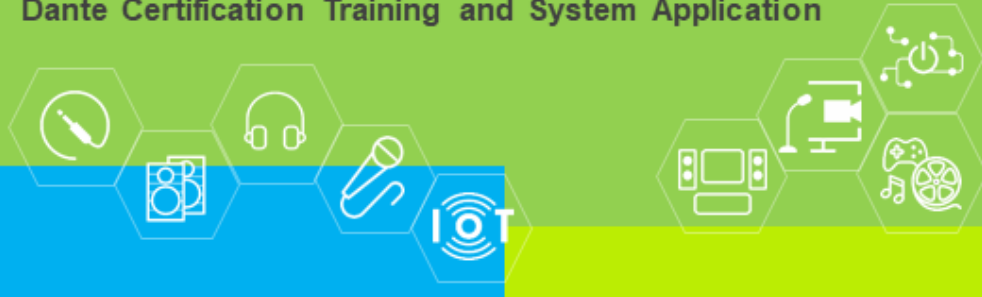 Dante Certification Training and System Application
IOT